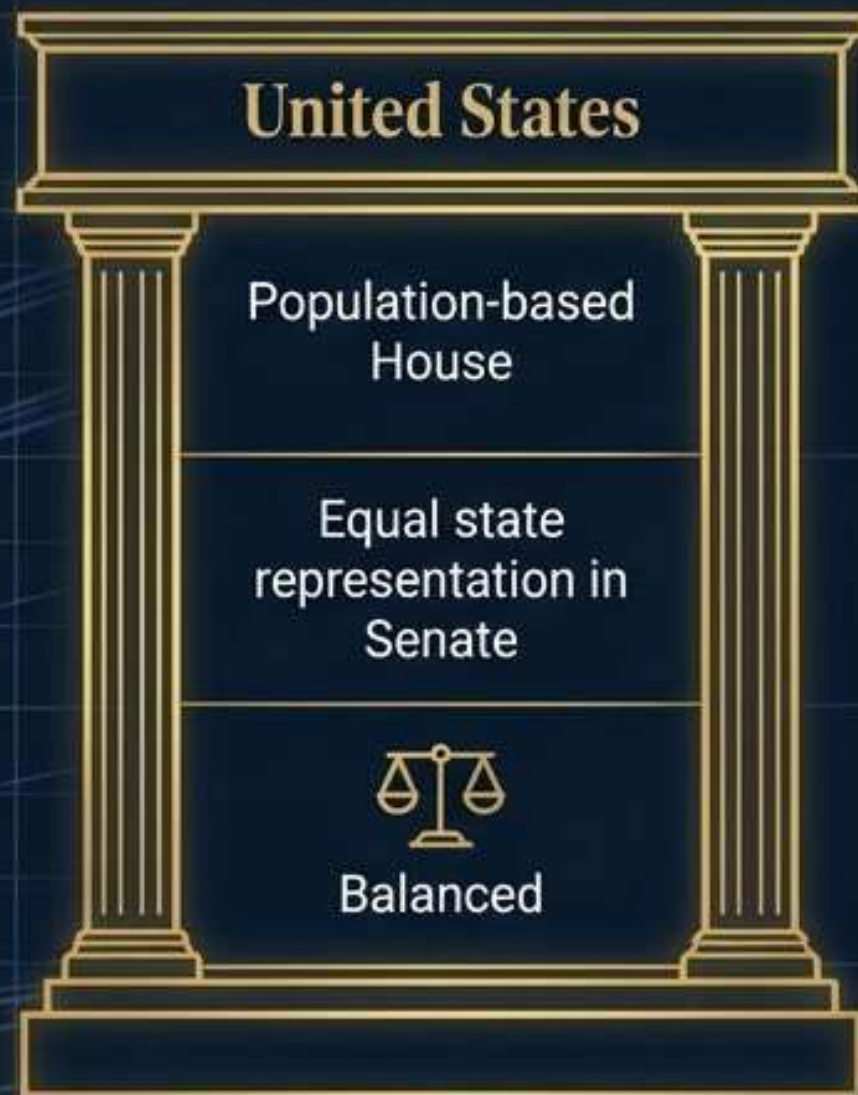 United States
Population-based
House
Equal state
representation in
Senate
Balanced